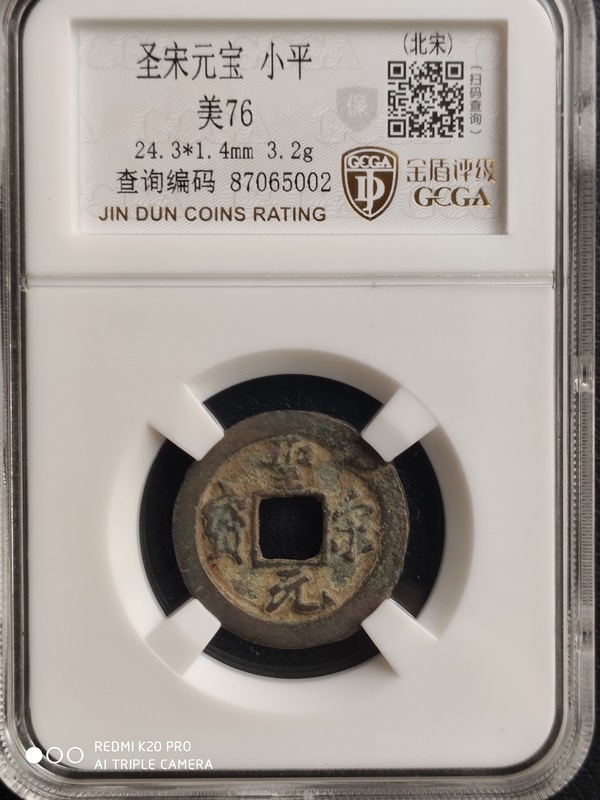 (北宋)
圣宋元宝 小平
美76
保
(扫码查询)
24.3*1.4mm 3.2g
查询编码 87065002
JIN DUN COINS RATING
GCGA
金盾评级
GCGA
聖
寶 宋
元
REDMI K20 PRO
AI TRIPLE CAMERA